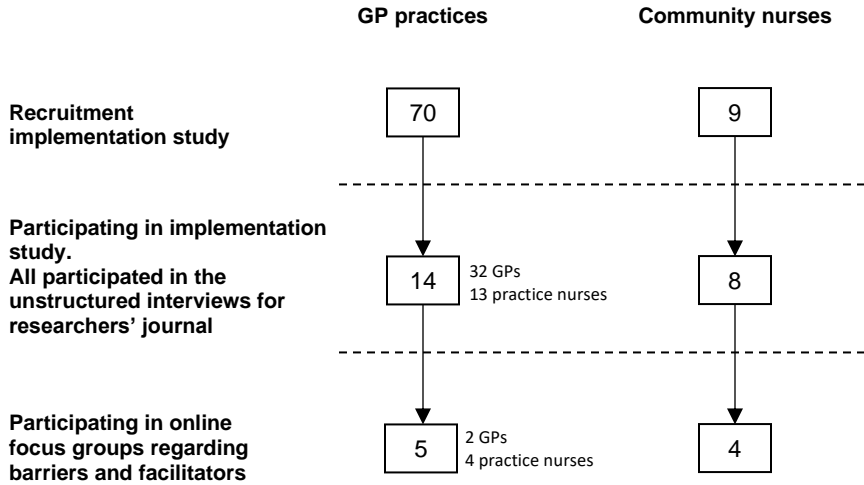 GP practices
Community nurses
Recruitment
implementation study
70
9
Participating in implementation
study.
All participated in the
unstructured interviews for
researchers’ journal
14
32 GPs
13 practice nurses
8
Participating in online
focus groups regarding
barriers and facilitators
5
2 GPs
4 practice nurses
4